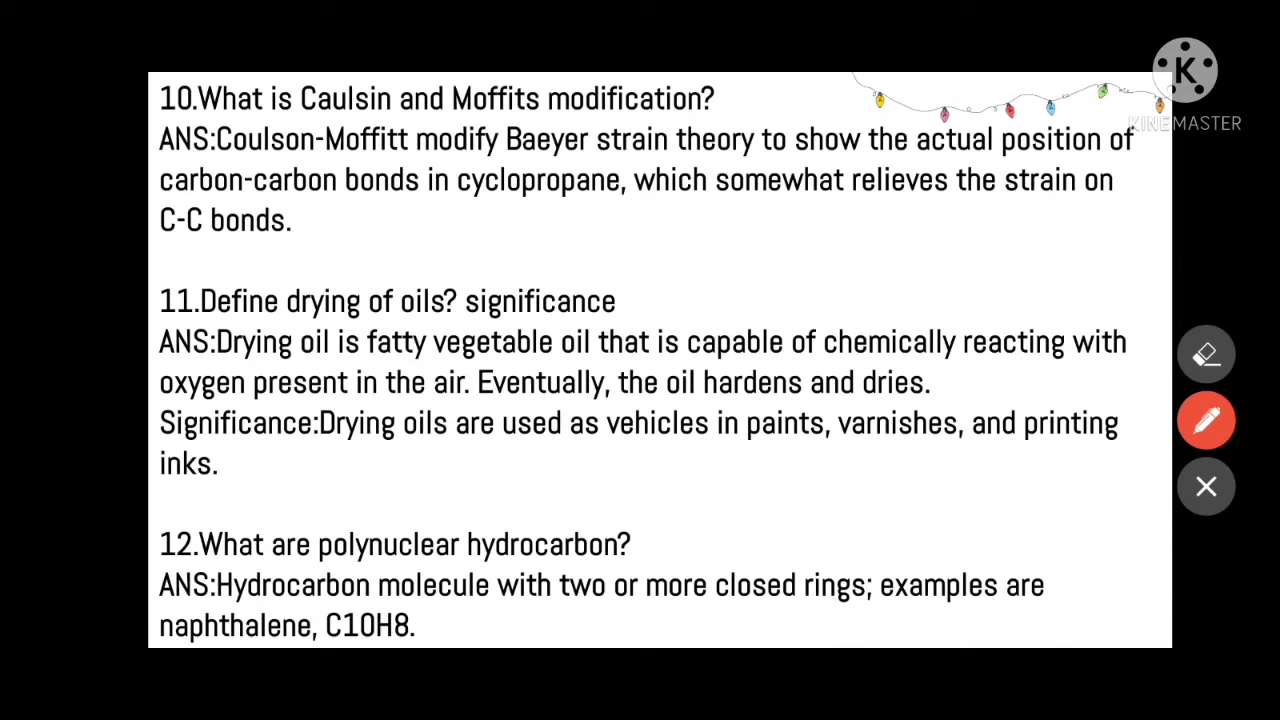 10.What is Caulsin and Moffits modification?
ANS:Coulson-Moffitt modify Baeyer strain theory to show the actual position of
carbon-carbon bonds in cyclopropane, which somewhat relieves the strain on
C-C bonds.
11.Define drying of oils? significance
ANS:Drying oil is fatty vegetable oil that is capable of chemically reacting with
oxygen present in the air. Eventually, the oil hardens and dries.
Significance:Drying oils are used as vehicles in paints, varnishes, and printing
inks.
12.What are polynuclear hydrocarbon?
ANS:Hydrocarbon molecule with two or more closed rings; examples are
naphthalene, C10H8.
K
KINEMASTER